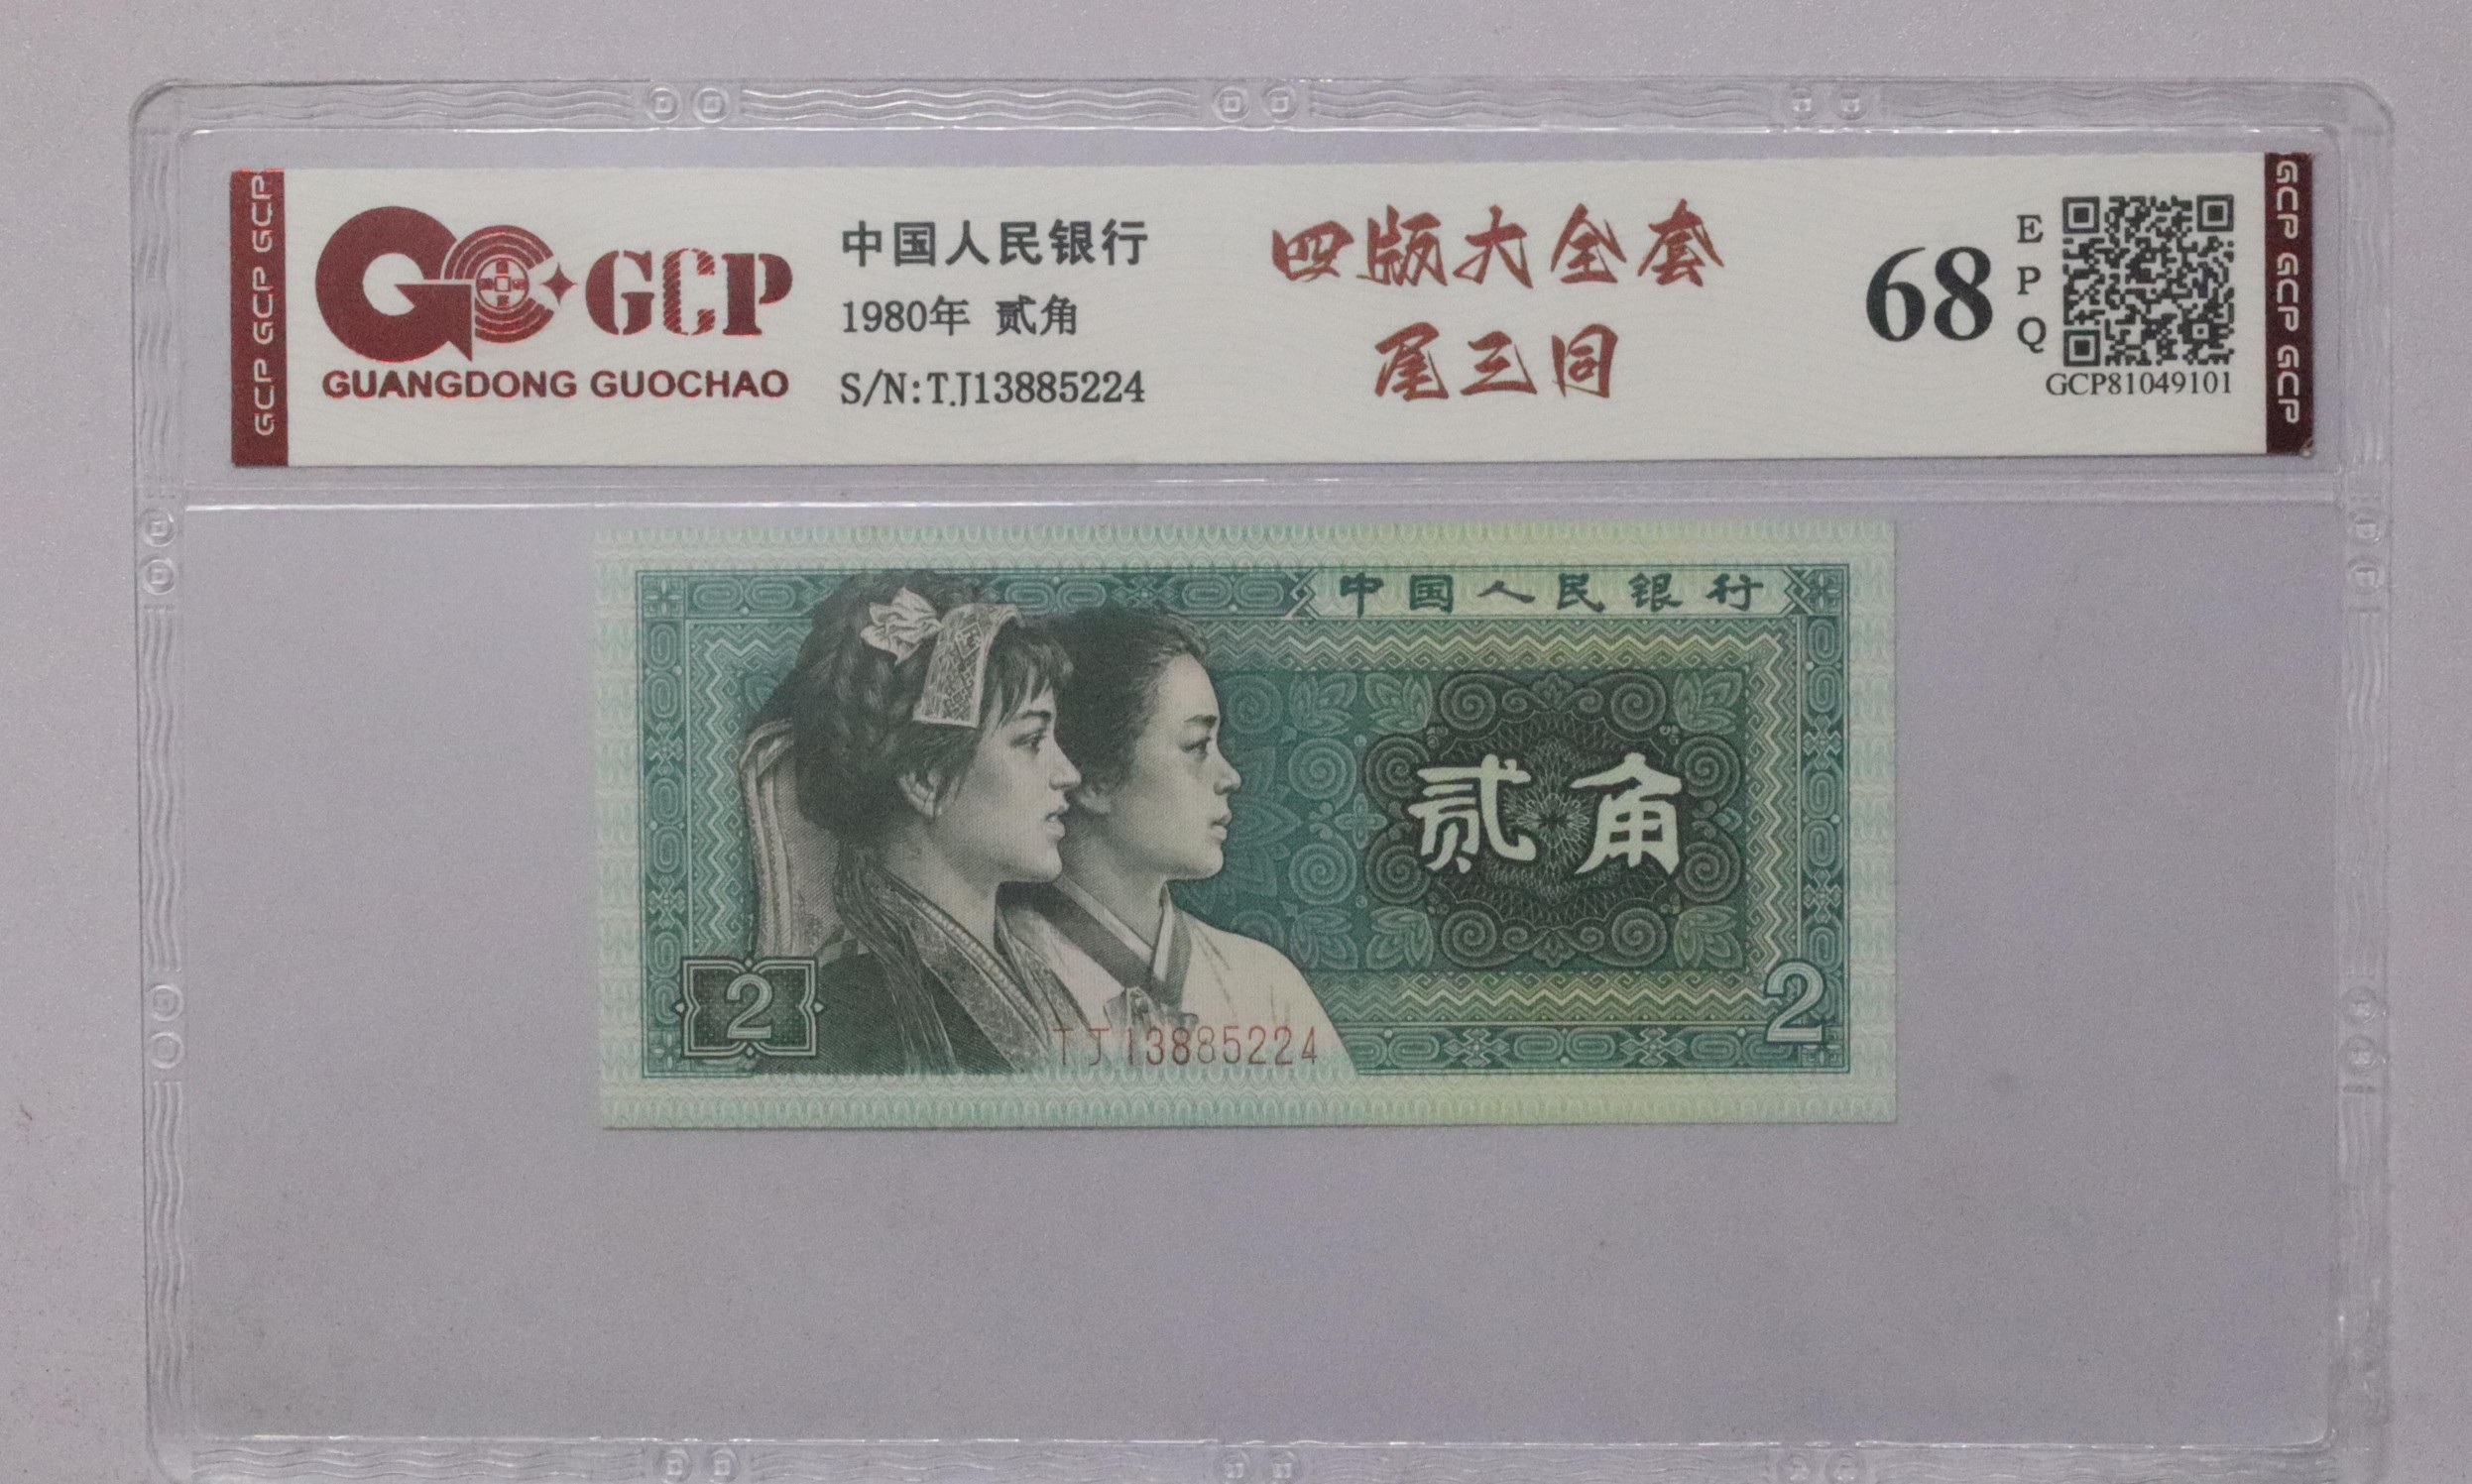 GCP GCP GCP
GCP
GUANGDONG GUOCHAO
中国人民银行
1980年 贰角
S/N:TJ13885224
四版大全套
尾三同
68
E
P
Q
GCP81049101
GCP GCP GCP
中国人民银行
贰角
2
TJ13885224
2